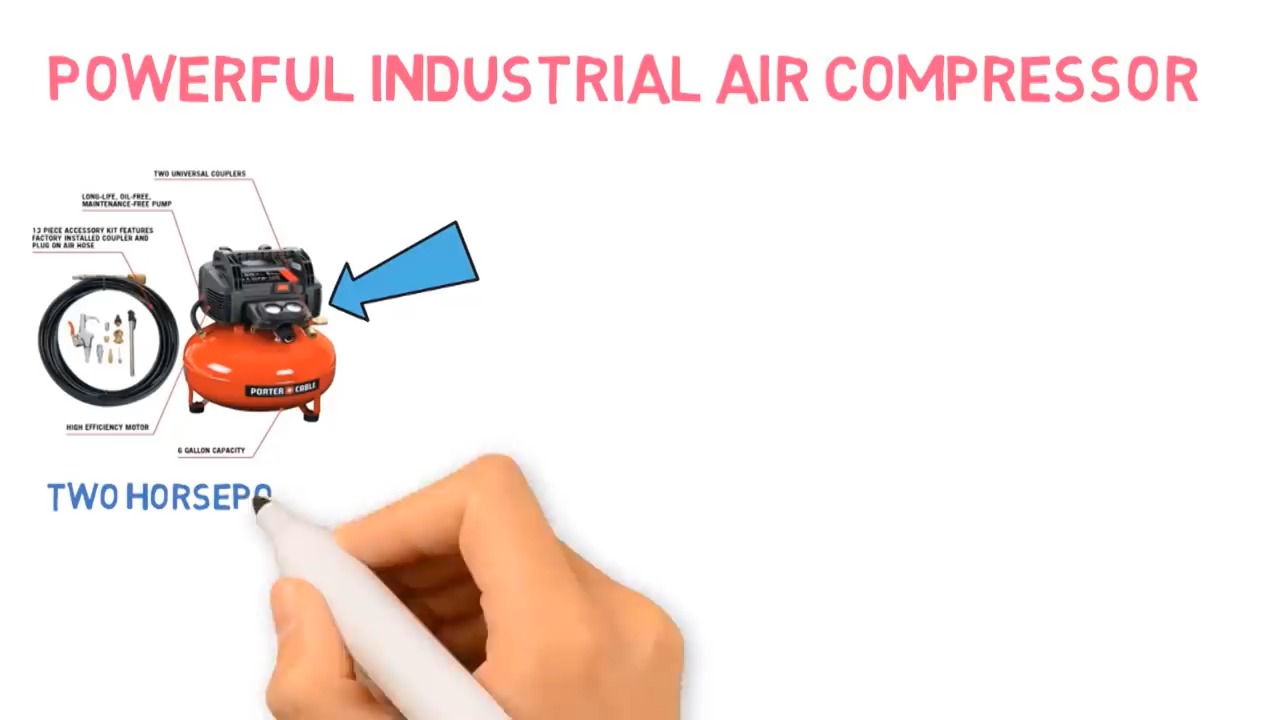 POWERFUL INDUSTRIAL AIR COMPRESSOR
TWO UNIVERSAL COUPLERS
LONG-LIFE, OIL-FREE,
MAINTENANCE-FREE PUMP
13 PIECE ACCESSORY KIT FEATURES
FACTORY INSTALLED COUPLER AND
PLUG ON AIR HOSE
PORTER CABLE
HIGH EFFICIENCY MOTOR
6 GALLON CAPACITY
TWO HORSEPO